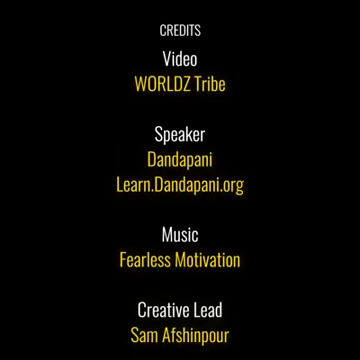 CREDITS
Video
WORLDZ Tribe
Speaker
Dandapani
Learn.Dandapani.org
Music
Fearless Motivation
Creative Lead
Sam Afshinpour